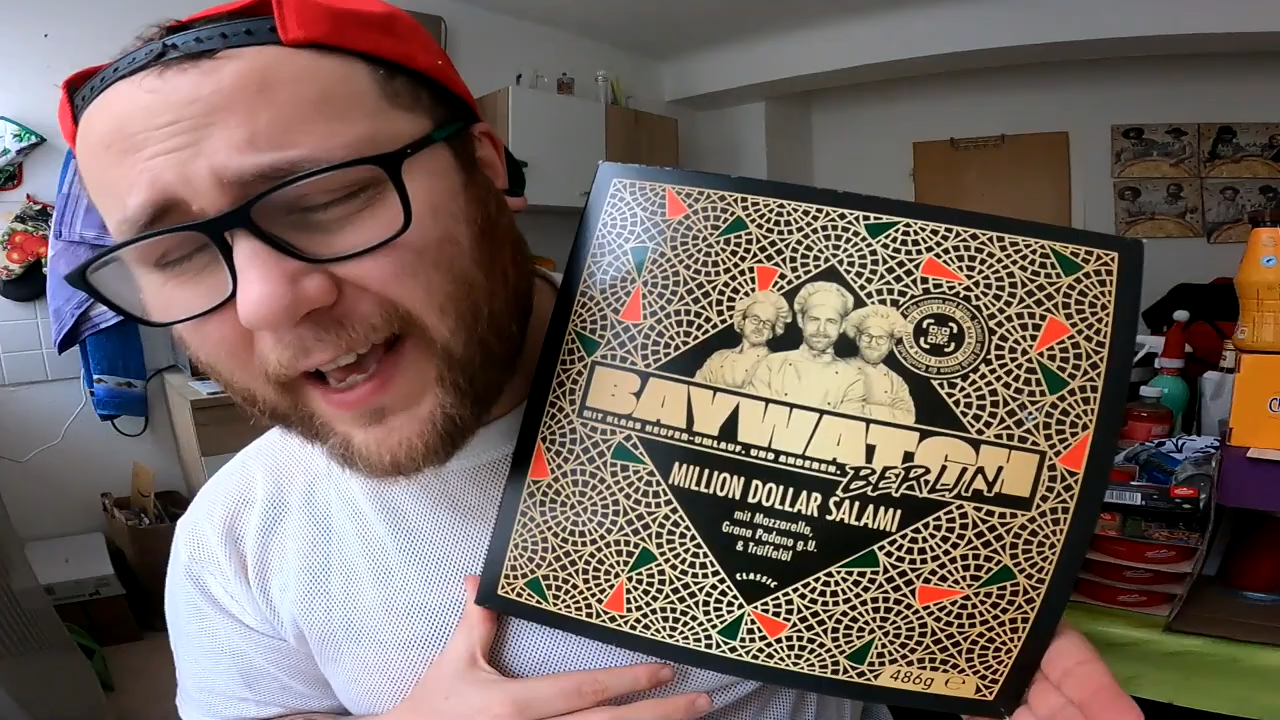 BAYWATCH
BERLIN
MIT KLAAS HEUFER-UMLAUF. UND ANDEREN.
MILLION DOLLAR SALAMI
mit Mozzarella,
Grana Padano g.U.
& Trüffelöl
CLASSIC
486g e